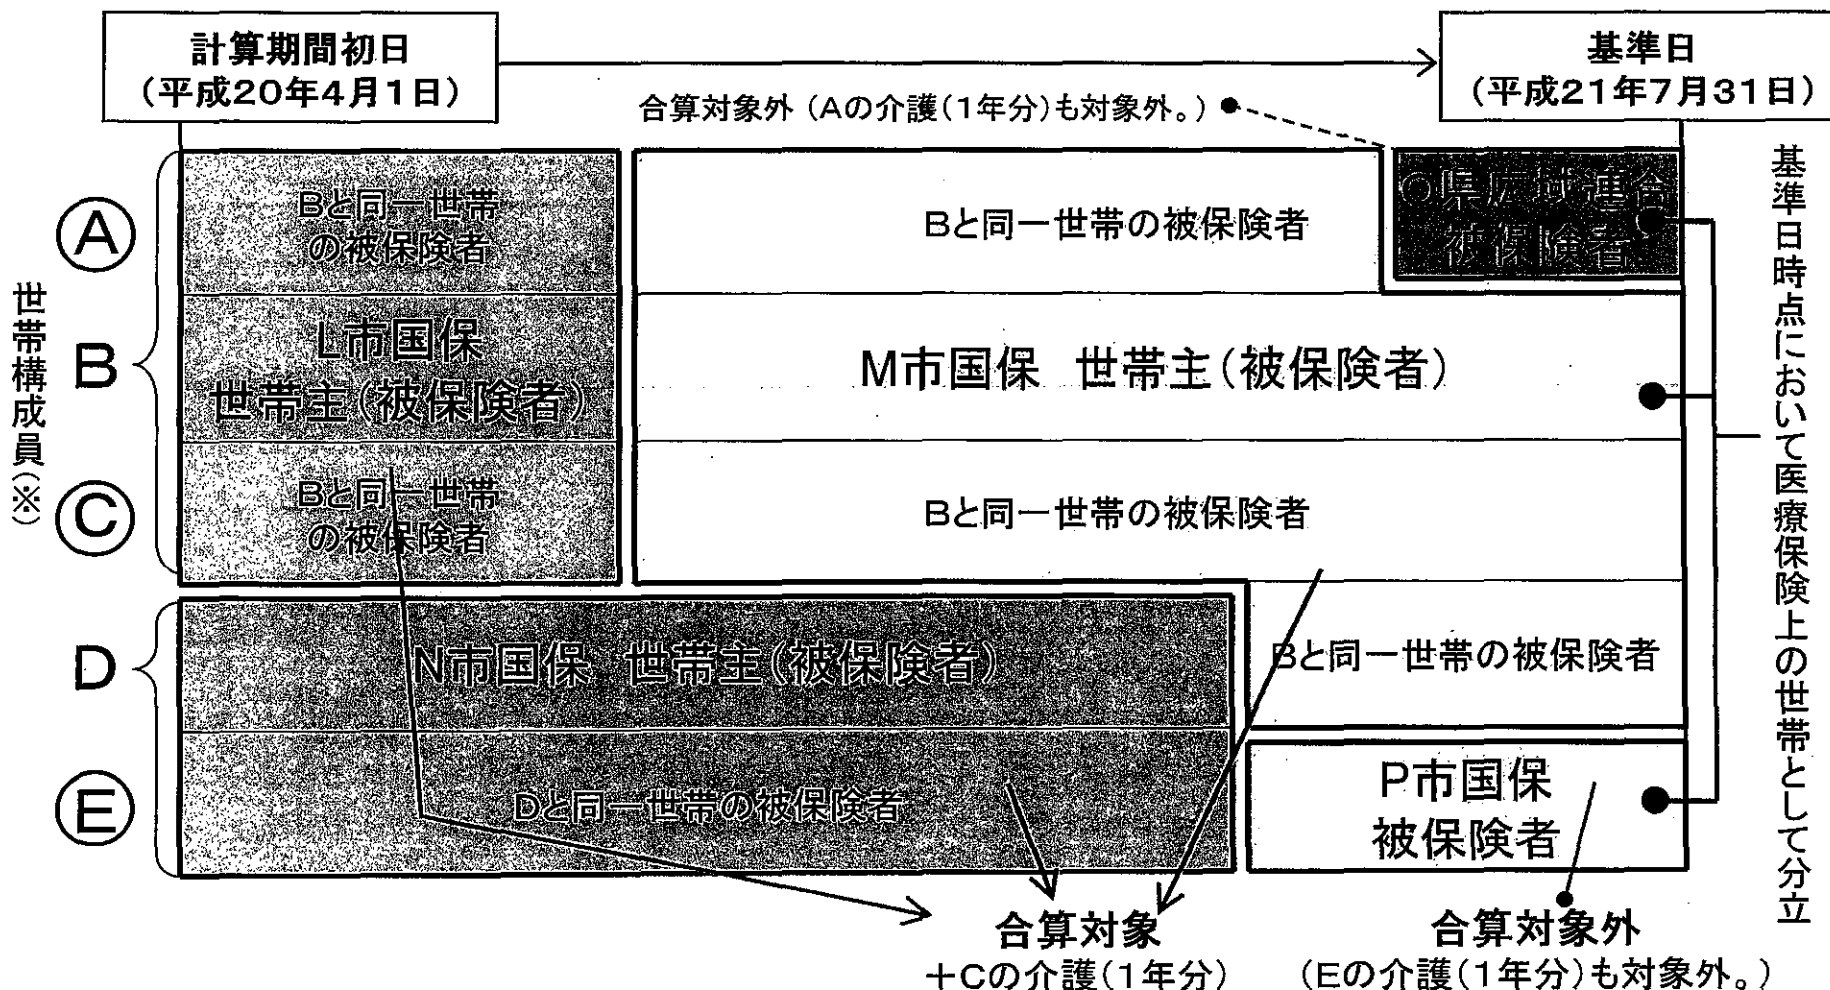 計算期間初日
(平成20年4月1日)
基準日
(平成21年7月31日)
合算対象外(Aの介護(1年分)も対象外。)
世帯構成員(※)
A
Bと同一世帯
の被保険者
Bと同一世帯の被保険者
○県広域連合
被保険者
B
L市国保
世帯主(被保険者)
M市国保 世帯主(被保険者)
C
Bと同一世帯
の被保険者
Bと同一世帯の被保険者
D
N市国保 世帯主(被保険者)
Bと同一世帯の被保険者
E
Dと同一世帯の被保険者
P市国保
被保険者
基準日時点において医療保険上の世帯として分立
合算対象
+Cの介護(1年分)
合算対象外
(Eの介護(1年分)も対象外。)